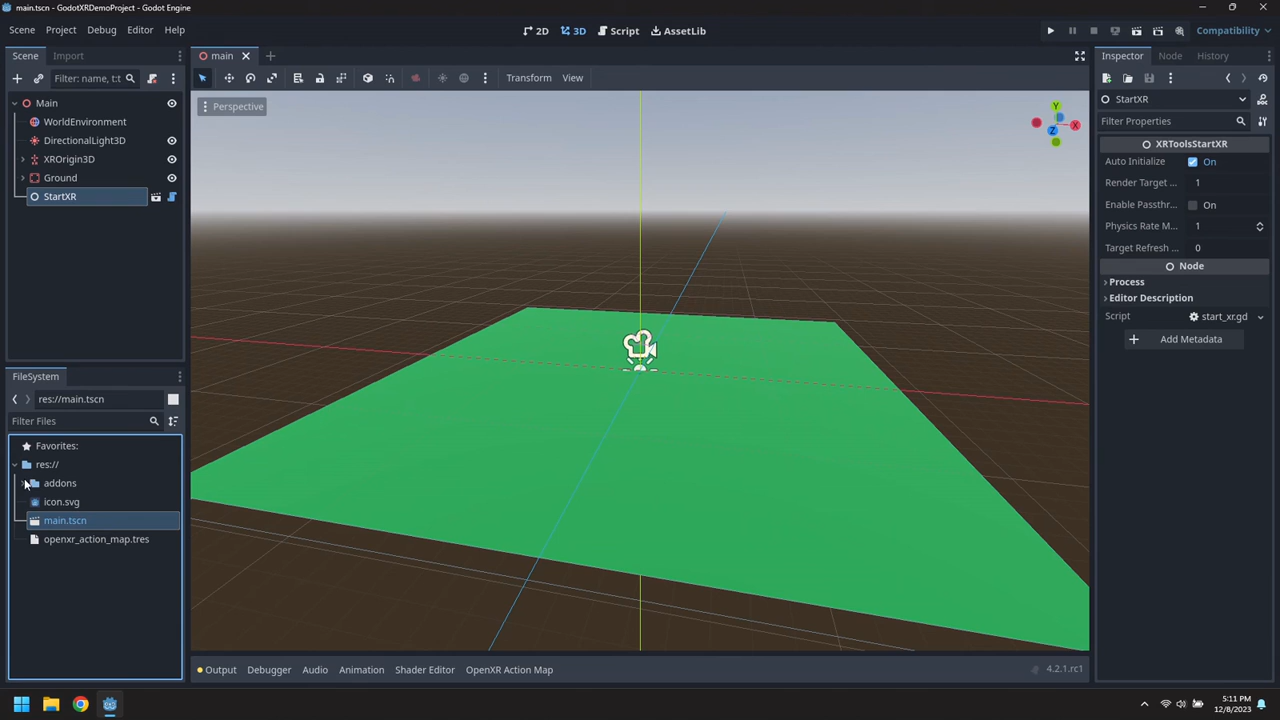 main.tscn - GodotXRDemoProject - Godot Engine
Scene Project Debug Editor Help
2D 3D Script AssetLib
Compatibility
Scene Import
main
Inspector Node History
Filter: name, t:t
Transform View
Perspective
Main
WorldEnvironment
DirectionalLight3D
XROrigin3D
Ground
StartXR
Y
X
Z
StartXR
Filter Properties
XRToolsStartXR
Auto Initialize On
Render Target ... 1
Enable Passthr... On
Physics Rate M... 1
Target Refresh ... 0
Node
Process
Editor Description
Script start_xr.gd
Add Metadata
FileSystem
res://main.tscn
Filter Files
Favorites:
res://
addons
icon.svg
main.tscn
openxr_action_map.tres
Output Debugger Audio Animation Shader Editor OpenXR Action Map
4.2.1.rc1
5:11 PM
12/8/2023